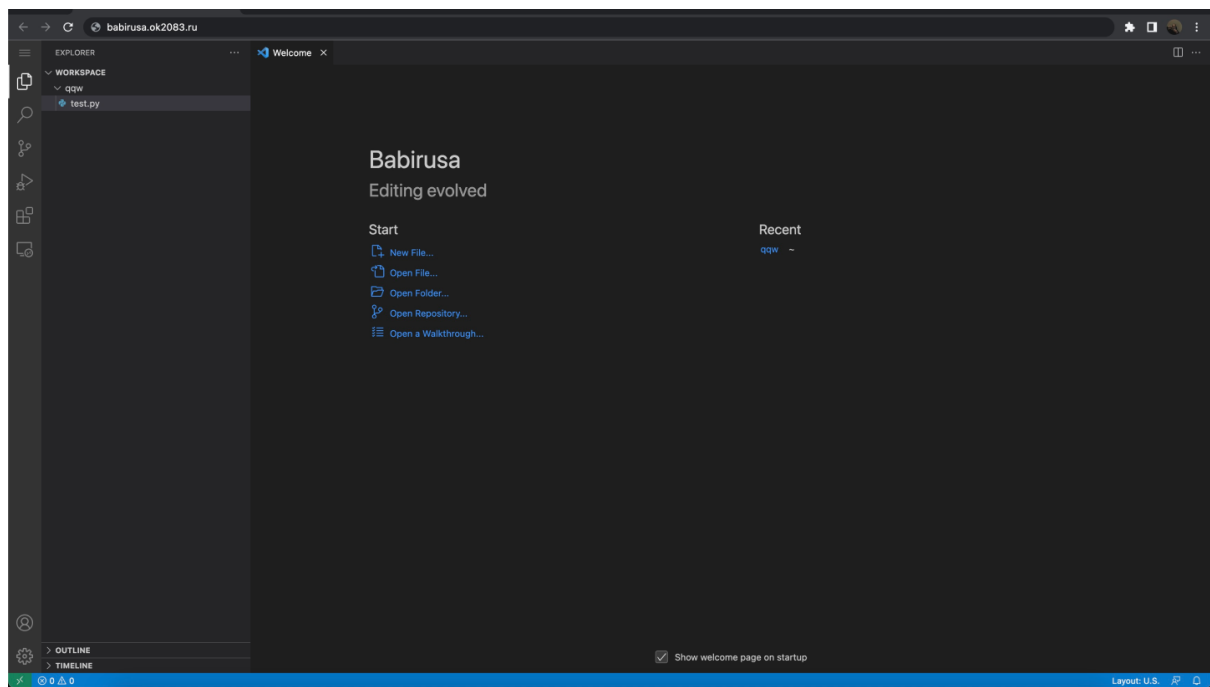 babirusa.ok2083.ru
EXPLORER
WORKSPACE
qqw
test.py
Welcome
Babirusa
Editing evolved
Start
New File...
Open File...
Open Folder...
Open Repository...
Open a Walkthrough...
Recent
qqw ~
Show welcome page on startup
OUTLINE
TIMELINE
0 0
Layout: U.S.